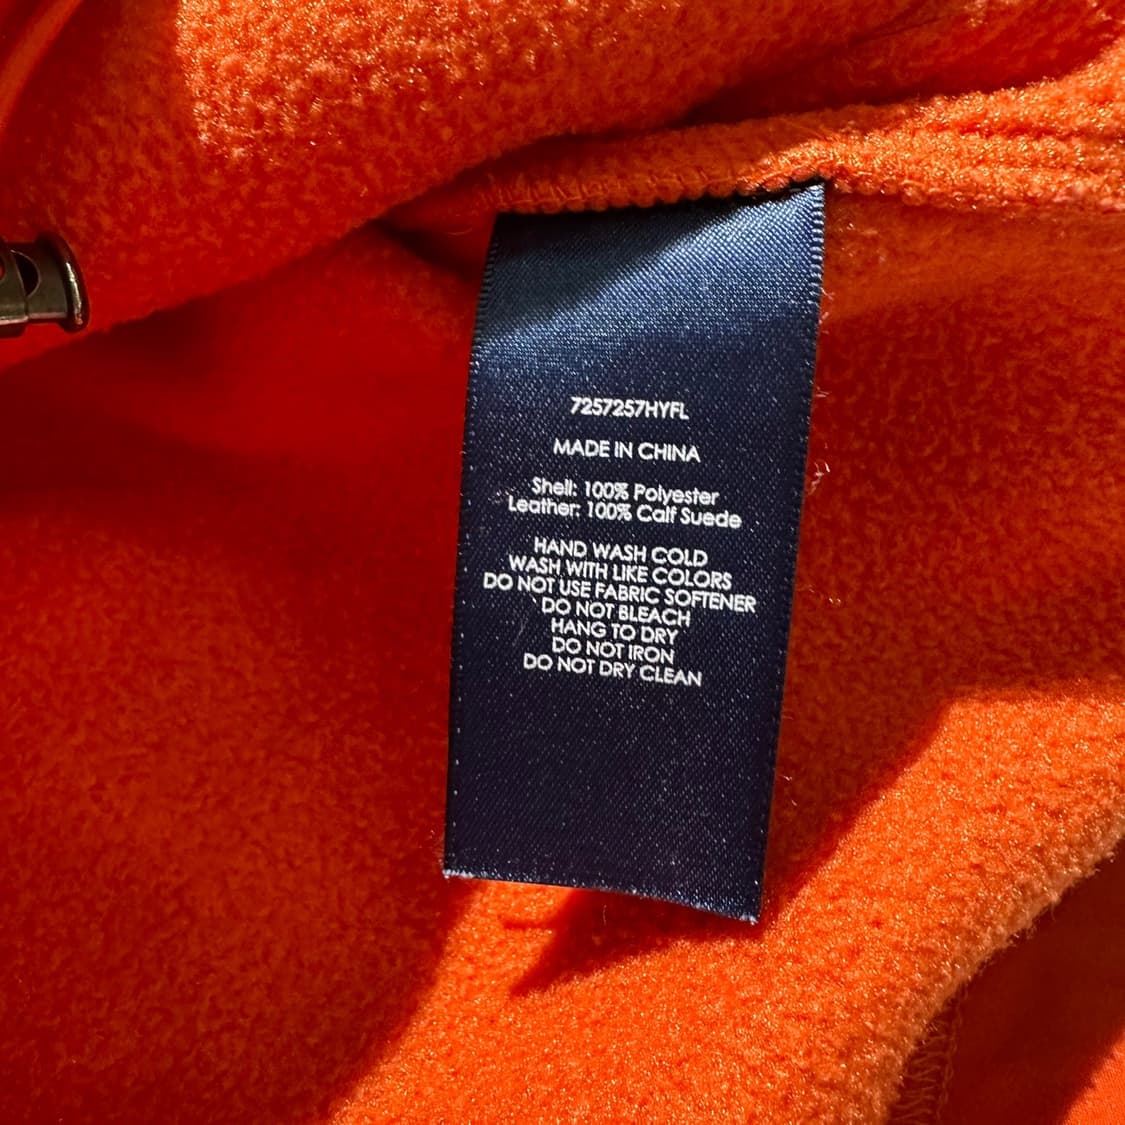 7257257HYFL
MADE IN CHINA
Shell: 100% Polyester
Leather: 100% Calf Suede
HAND WASH COLD
WASH WITH LIKE COLORS
DO NOT USE FABRIC SOFTENER
DO NOT BLEACH
HANG TO DRY
DO NOT IRON
DO NOT DRY CLEAN